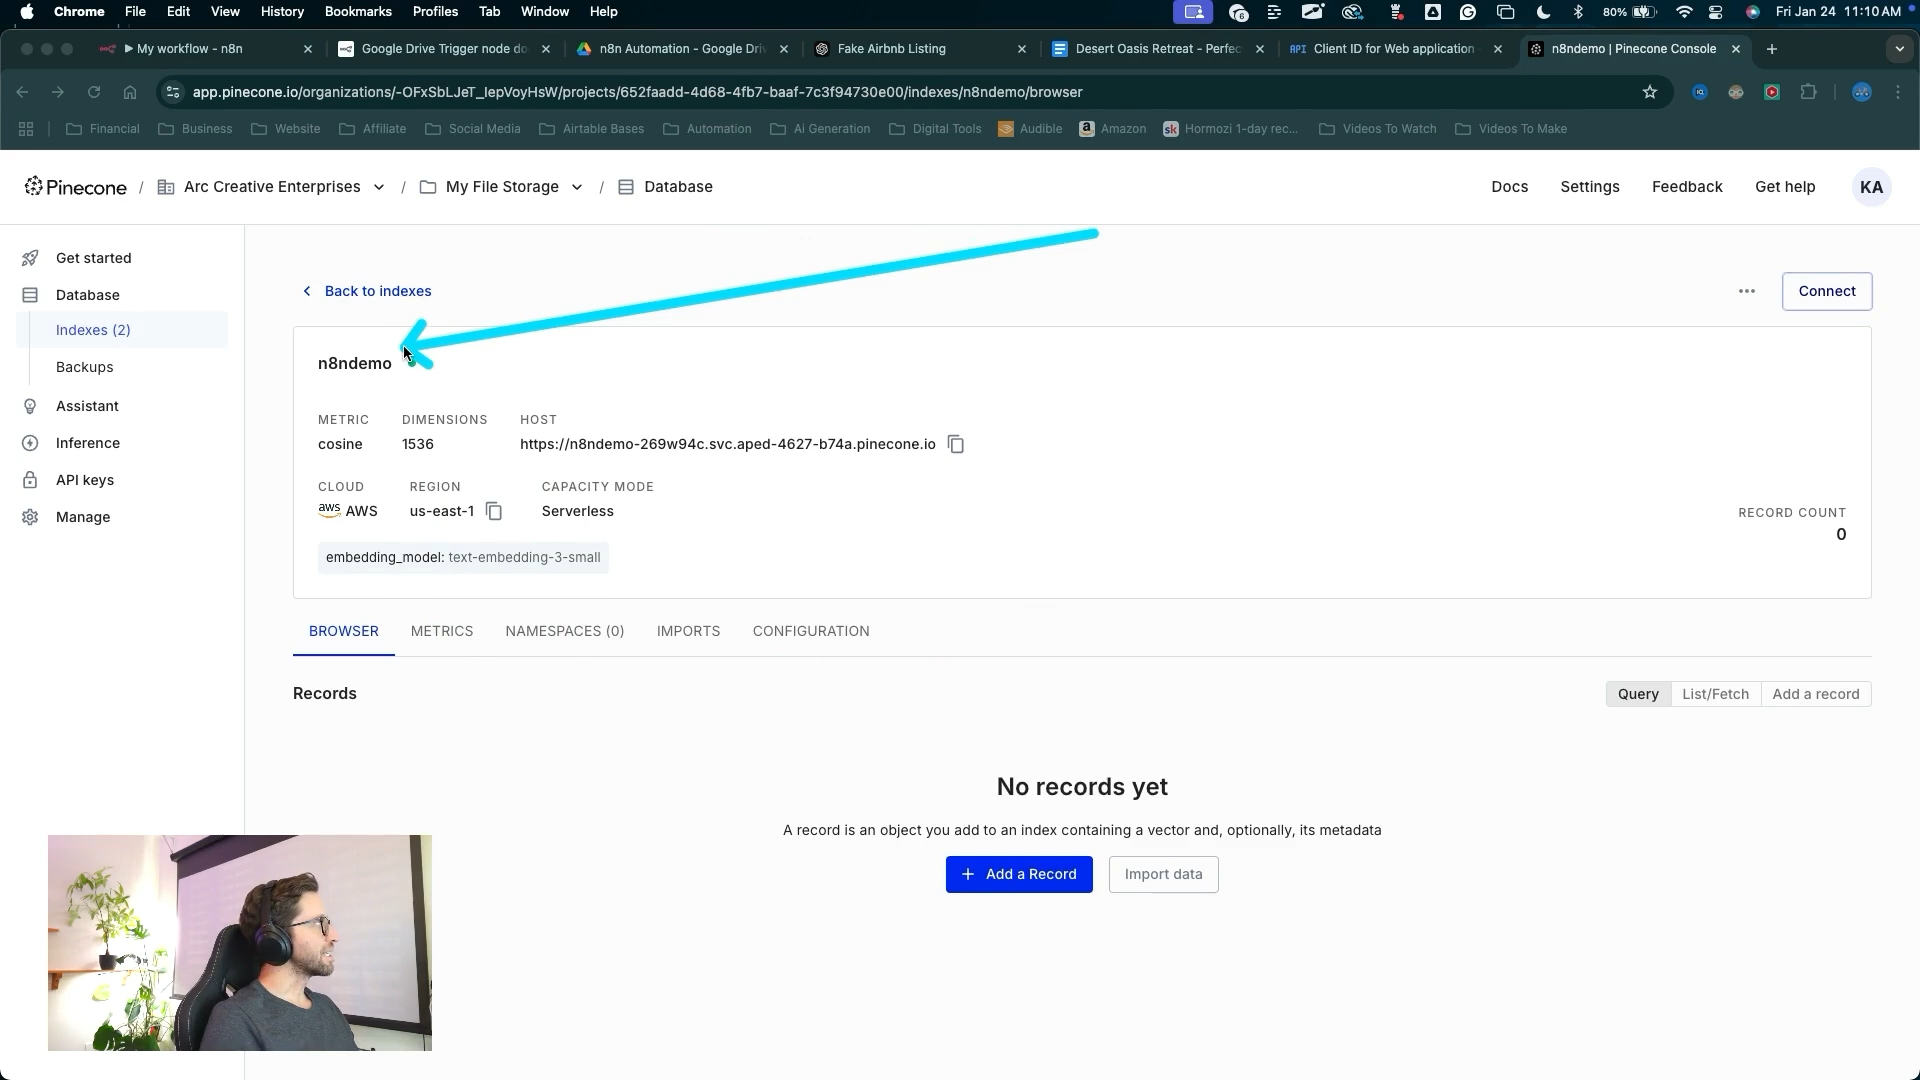 Chrome File Edit View History Bookmarks Profiles Tab Window Help 6 80% Fri Jan 24 11:10 AM
My workflow - n8n Google Drive Trigger node do n8n Automation - Google Dri Fake Airbnb Listing Desert Oasis Retreat - Perfec API Client ID for Web application n8ndemo | Pinecone Console
app.pinecone.io/organizations/-OFxSbLJeT_lepVoyHsW/projects/652faadd-4d68-4fb7-baaf-7c3f94730e00/indexes/n8ndemo/browser
Financial Business Website Affiliate Social Media Airtable Bases Automation Ai Generation Digital Tools Audible Amazon sk Hormozi 1-day rec... Videos To Watch Videos To Make
Pinecone / Arc Creative Enterprises / My File Storage / Database Docs Settings Feedback Get help KA
Get started
Database
Indexes (2)
Backups
Assistant
Inference
API keys
Manage
Back to indexes Connect
n8ndemo
METRIC DIMENSIONS HOST
cosine 1536 https://n8ndemo-269w94c.svc.aped-4627-b74a.pinecone.io
CLOUD REGION CAPACITY MODE
aws AWS us-east-1 Serverless
RECORD COUNT
0
embedding_model: text-embedding-3-small
BROWSER METRICS NAMESPACES (0) IMPORTS CONFIGURATION
Records Query List/Fetch Add a record
No records yet
A record is an object you add to an index containing a vector and, optionally, its metadata
+ Add a Record Import data